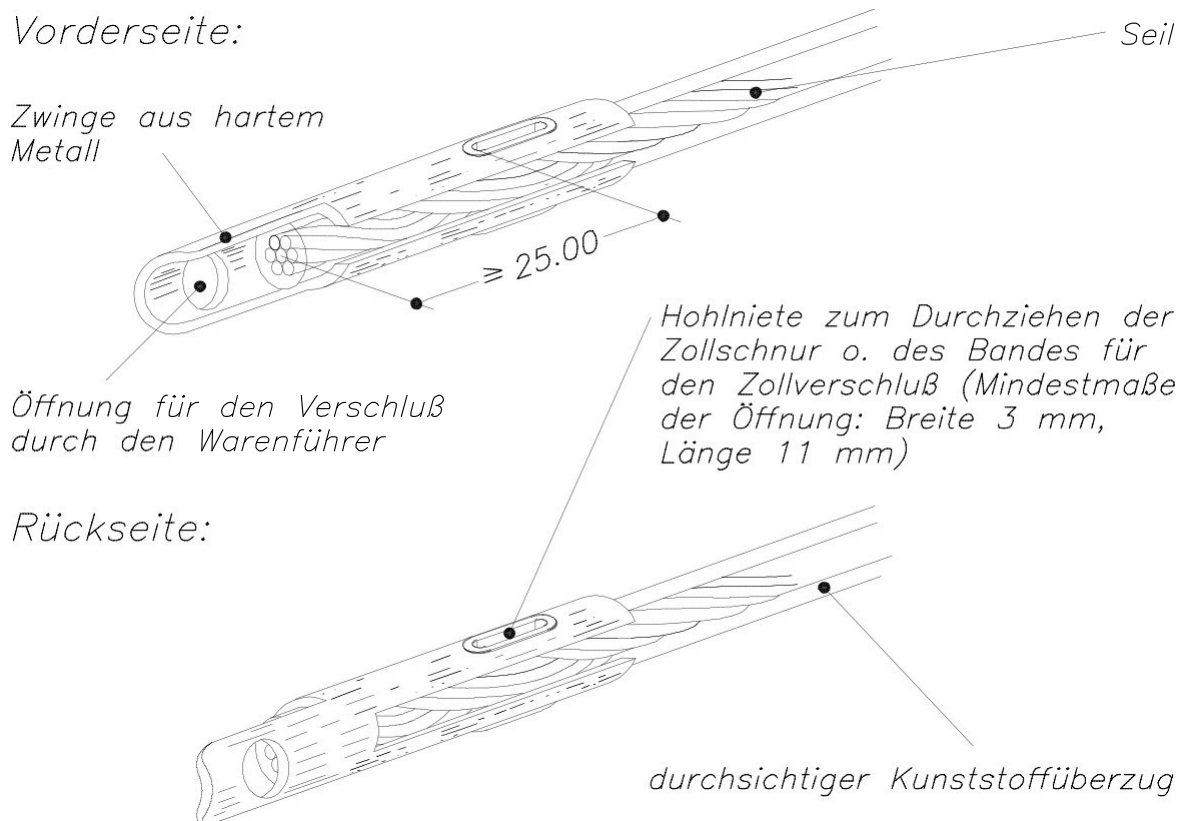 Vorderseite:
Seil
Zwinge aus hartem
Metall
≥ 25.00
Hohlniete zum Durchziehen der
Zollschnur o. des Bandes für
den Zollverschluß (Mindestmaße
der Öffnung: Breite 3 mm,
Länge 11 mm)
Öffnung für den Verschluß
durch den Warenführer
Rückseite:
durchsichtiger Kunststoffüberzug